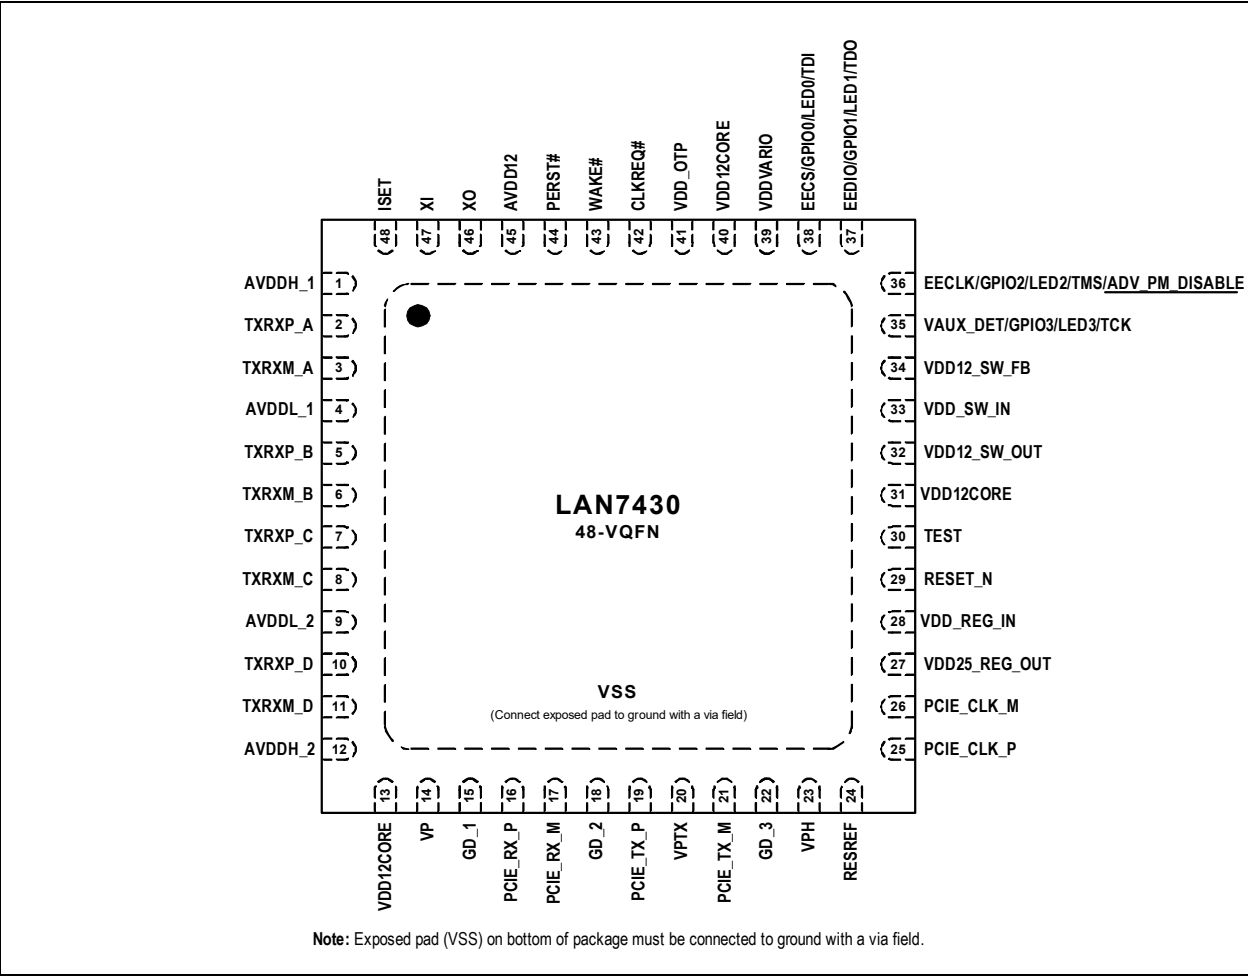 ISET
XI
XO
AVDD12
PERST#
WAKE#
CLKREQ#
VDD_OTP
VDD12CORE
VDDVARIO
EECS/GPIO0/LED0/TDI
EEDIO/GPIO1/LED1/TDO
48
47
46
45
44
43
42
41
40
39
38
37
AVDDH_1 1
36 EECLK/GPIO2/LED2/TMS/ADV_PM_DISABLE
TXRXP_A 2
35 VAUX_DET/GPIO3/LED3/TCK
TXRXM_A 3
34 VDD12_SW_FB
AVDDL_1 4
33 VDD_SW_IN
TXRXP_B 5
32 VDD12_SW_OUT
TXRXM_B 6
31 VDD12CORE
TXRXP_C 7
30 TEST
TXRXM_C 8
29 RESET_N
AVDDL_2 9
28 VDD_REG_IN
TXRXP_D 10
27 VDD25_REG_OUT
TXRXM_D 11
26 PCIE_CLK_M
AVDDH_2 12
25 PCIE_CLK_P
LAN7430
48-VQFN
VSS
(Connect exposed pad to ground with a via field)
13
14
15
16
17
18
19
20
21
22
23
24
VDD12CORE
VP
GD_1
PCIE_RX_P
PCIE_RX_M
GD_2
PCIE_TX_P
VPTX
PCIE_TX_M
GD_3
VPH
RESREF
Note: Exposed pad (VSS) on bottom of package must be connected to ground with a via field.